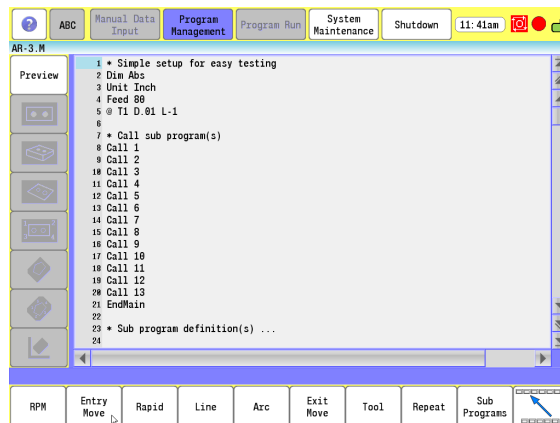 ?
ABC
Manual Data Input
Program Management
Program Run
System Maintenance
Shutdown
11:41am
AR-3.M
Preview
1 * Simple setup for easy testing
2 Dim Abs
3 Unit Inch
4 Feed 80
5 @ T1 D.01 L-1
6
7 * Call sub program(s)
8 Call 1
9 Call 2
10 Call 3
11 Call 4
12 Call 5
13 Call 6
14 Call 7
15 Call 8
16 Call 9
17 Call 10
18 Call 11
19 Call 12
20 Call 13
21 EndMain
22
23 * Sub program definition(s) ...
24
RPM
Entry Move
Rapid
Line
Arc
Exit Move
Tool
Repeat
Sub Programs